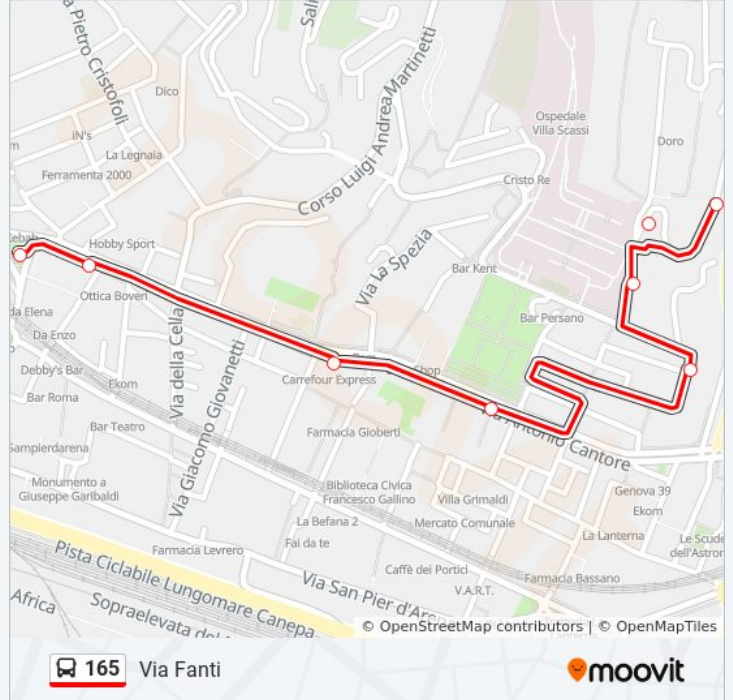 Via Pietro Cristofoli
Dico
iN's
La Legnaia
Ferramenta 2000
Corso Luigi Andrea Martinetti
Ospedale
Villa Scassi
Doro
Cristo Re
Hobby Sport
Via La Spezia
Bar Kent
Ottica Boveri
Bar Persano
Da Enzo
Via della Cella
Debby's Bar
Ekom
Carrefour Express
Shop
Bar Roma
Via Giacomo Giovanetti
Bar Teatro
Farmacia Gioberti
Via Antonio Cantore
Monumento a
Giuseppe Garibaldi
Biblioteca Civica
Francesco Gallino
Villa Grimaldi
Genova 39
Ekom
La Befana 2
Mercato Comunale
La Lanterna
Fai da te
Farmacia Levrero
Caffè dei Portici
Farmacia Bassano
V.A.R.T.
Pista Ciclabile Lungomare Canepa
Via San Pier d'Arena
Africa
© OpenStreetMap contributors | © OpenMapTiles
165 Via Fanti
moovit